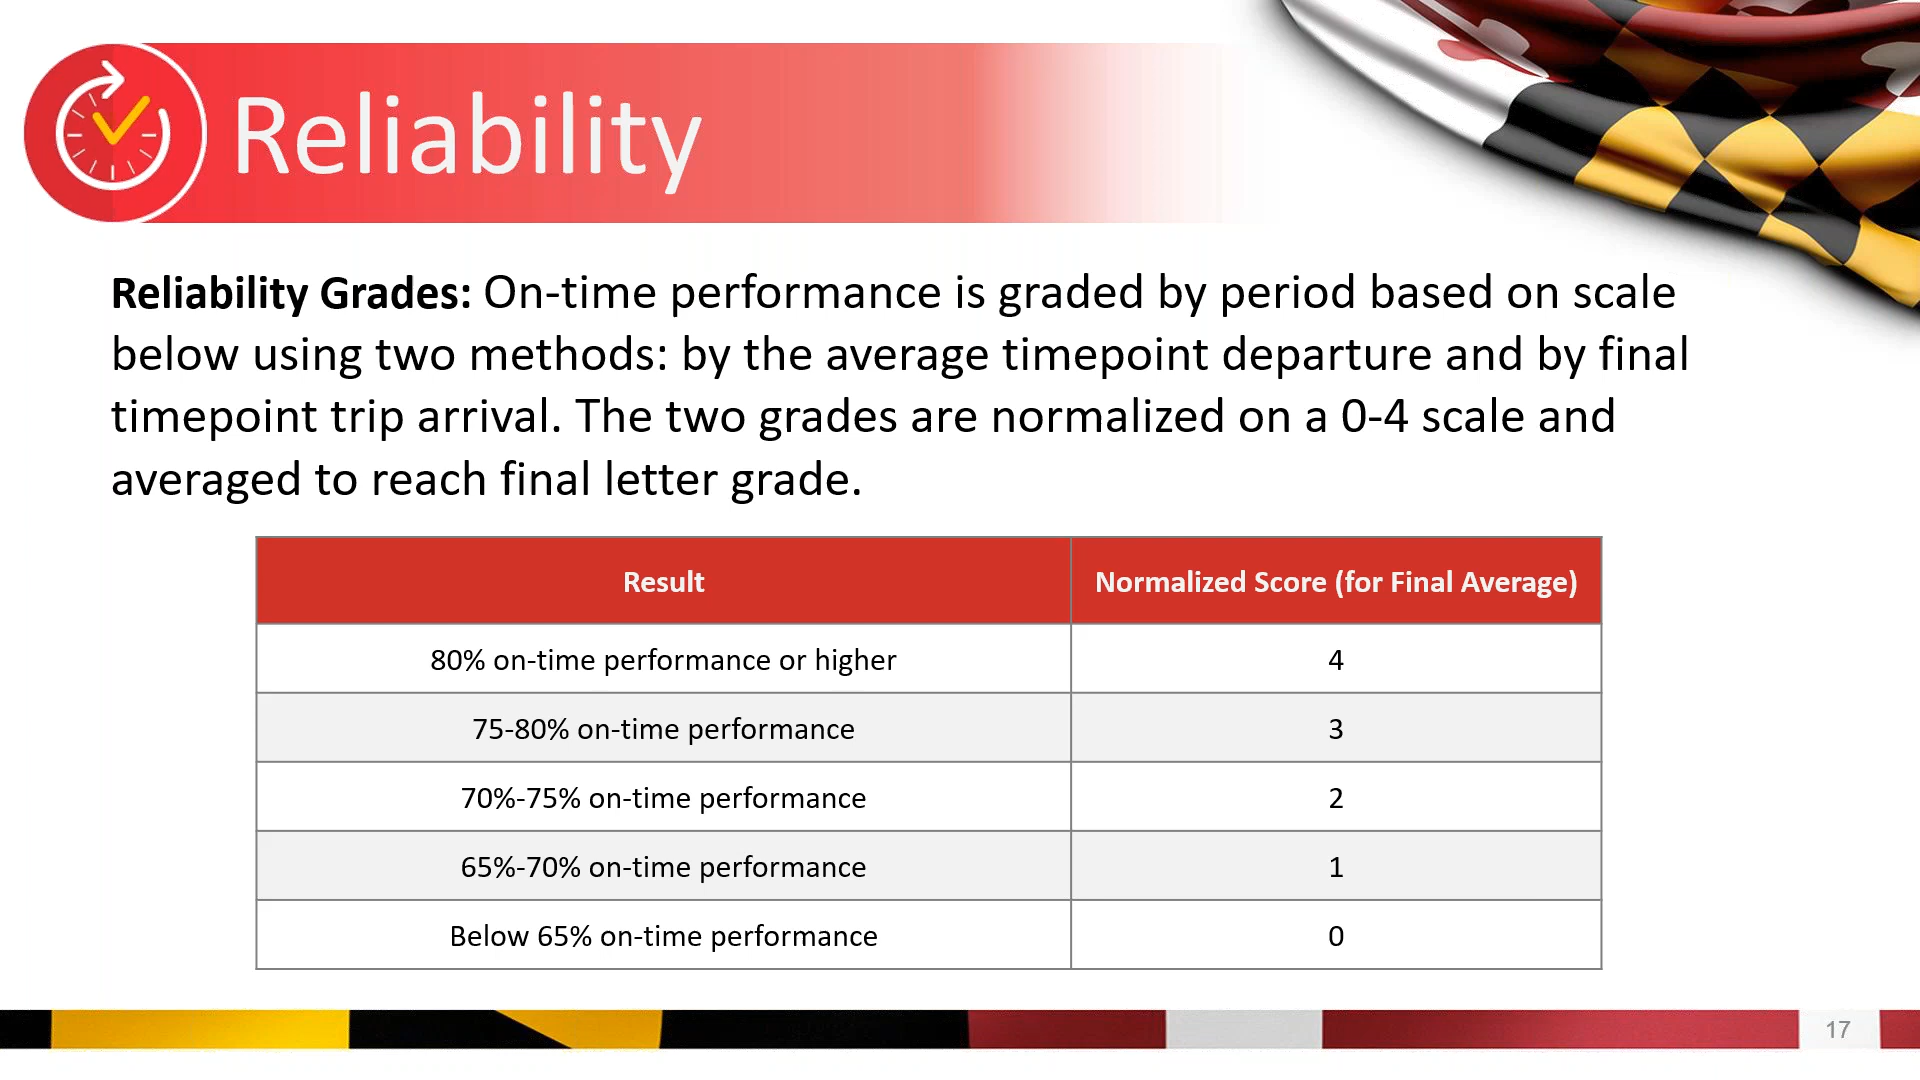 Reliability
Reliability Grades: On-time performance is graded by period based on scale
below using two methods: by the average timepoint departure and by final
timepoint trip arrival. The two grades are normalized on a 0-4 scale and
averaged to reach final letter grade.
Result Normalized Score (for Final Average)
80% on-time performance or higher 4
75-80% on-time performance 3
70%-75% on-time performance 2
65%-70% on-time performance 1
Below 65% on-time performance 0
17